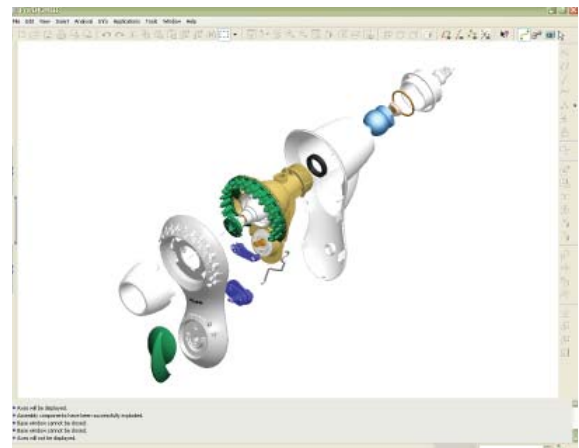 File Edit View Insert Analysis Info Applications Tools Window Help
Axes will be displayed.
Assembly components have been successfully exploded.
Base window cannot be closed.
Base window cannot be closed.
Axes will not be displayed.